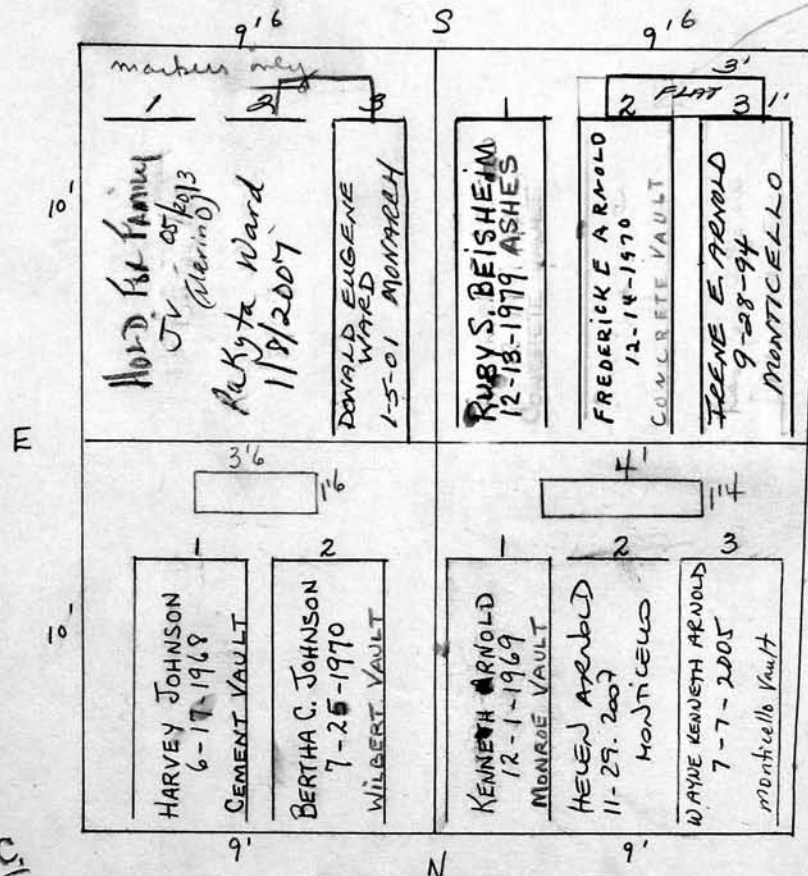 S
9'6
9'6
markers only
1
2
3
1
2
3
FLAT
3'
1'
10'
HOLD FOR FAMILY
JV - 05/2013
RaKyta Ward
1/8/2007
DONALD EUGENE
WARD
1-5-01 MONARCH
RUBY S. BEISHEIM
12-13-1979 ASHES
FREDERICK E ARNOLD
12-14-1970
CONCRETE VAULT
IRENE E. ARNOLD
9-28-94
MONTICELLO
E
3'6
1'6
4'
1'4
1
2
1
2
3
10'
HARVEY JOHNSON
6-17-1968
CEMENT VAULT
BERTHA C. JOHNSON
7-25-1970
WILBERT VAULT
KENNETH ARNOLD
12-1-1969
MONROE VAULT
HELEN ARNOLD
11-29-2007
MONTICELLO
WAYNE KENNETH ARNOLD
7-7-2005
monticello Vault
9'
9'
N